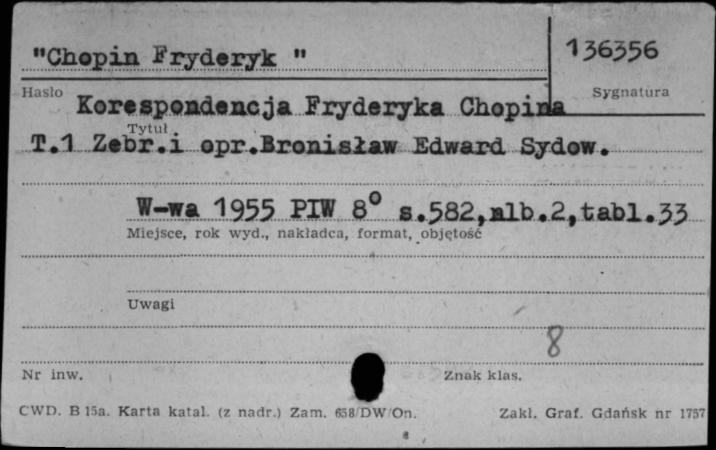 "Chopin Fryderyk "
136356
Hasło
Sygnatura
Korespondencja Fryderyka Chopina
Tytuł
T.1 Zebr.i opr.Bronisław Edward Sydow.
W-wa 1955 PIW 8° s.582,nlb.2,tabl.33
Miejsce, rok wyd., nakładca, format, objętość
Uwagi
8
Nr inw.
Znak klas.
CWD. B 15a. Karta katal. (z nadr.) Zam. 658/DW/On.
Zakł. Graf. Gdańsk nr 1757